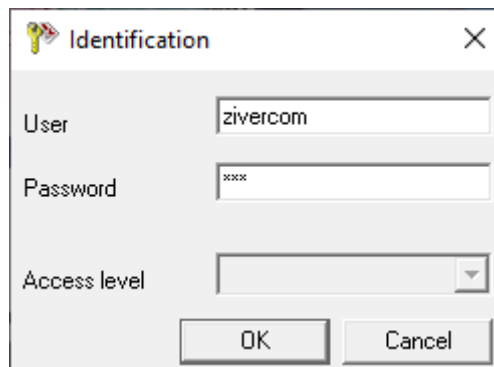 Identification
User
zivercom
Password
***
Access level
OK
Cancel